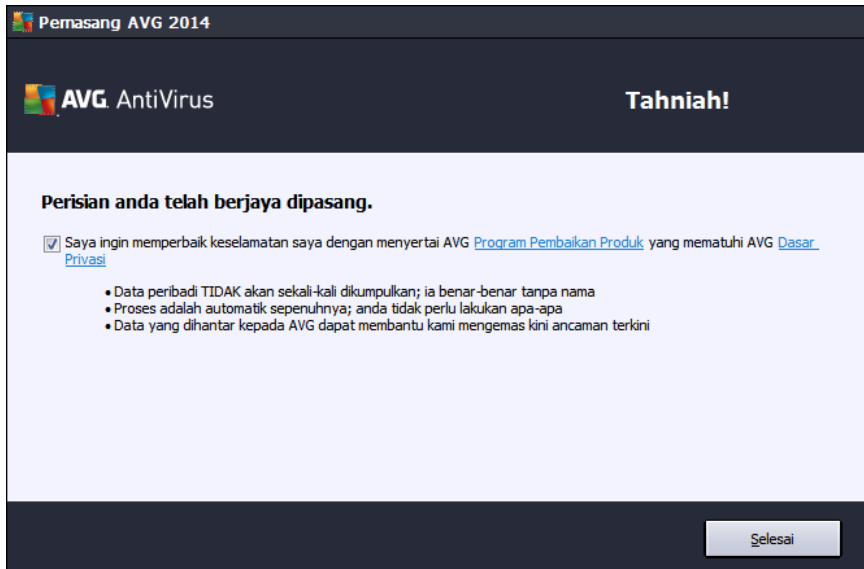 Pemasang AVG 2014
AVG. AntiVirus
Tahniah!
Perisian anda telah berjaya dipasang.
Saya ingin memperbaik keselamatan saya dengan menyertai AVG Program Pembaikan Produk yang mematuhi AVG Dasar
Privasi
• Data peribadi TIDAK akan sekali-kali dikumpulkan; ia benar-benar tanpa nama
• Proses adalah automatik sepenuhnya; anda tidak perlu lakukan apa-apa
• Data yang dihantar kepada AVG dapat membantu kami mengemas kini ancaman terkini
Selesai